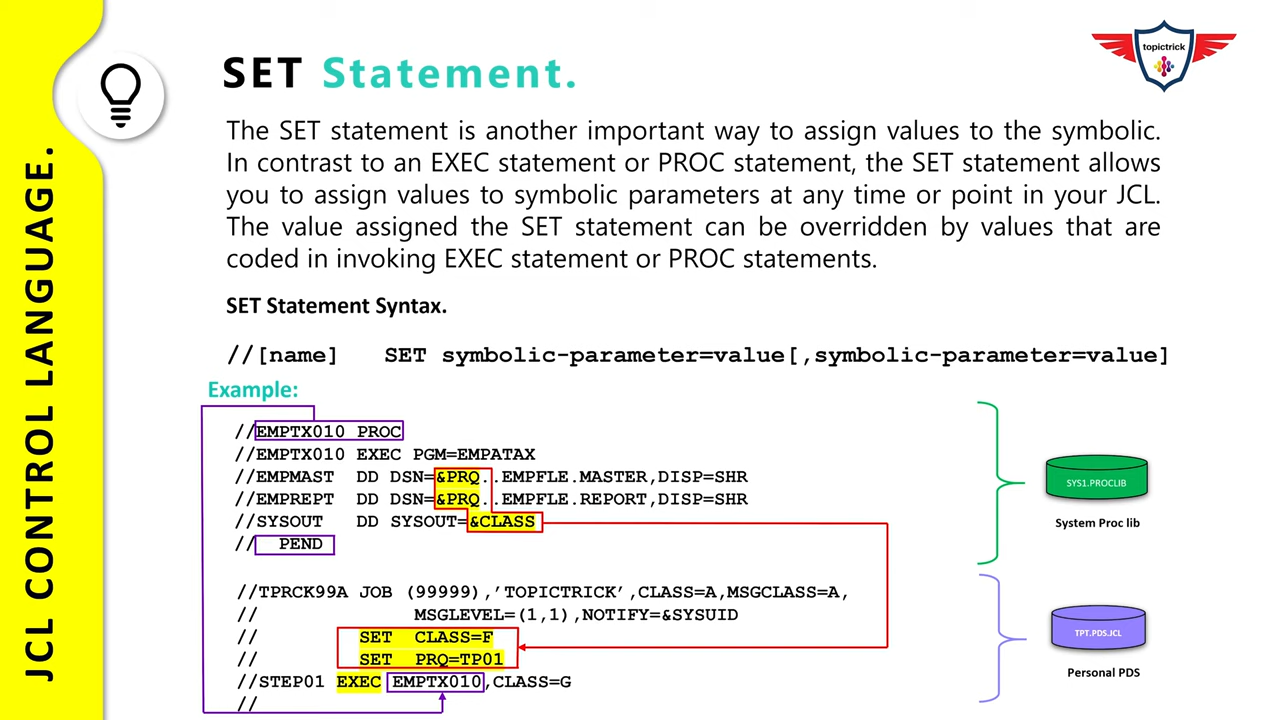 JCL CONTROL LANGUAGE.
topictrick
SET Statement.
The SET statement is another important way to assign values to the symbolic.
In contrast to an EXEC statement or PROC statement, the SET statement allows
you to assign values to symbolic parameters at any time or point in your JCL.
The value assigned the SET statement can be overridden by values that are
coded in invoking EXEC statement or PROC statements.
SET Statement Syntax.
//[name] SET symbolic-parameter=value[,symbolic-parameter=value]
Example:
//EMPTX010 PROC
//EMPTX010 EXEC PGM=EMPATAX
//EMPMAST DD DSN=&PRQ..EMPFLE.MASTER,DISP=SHR
//EMPREPT DD DSN=&PRQ..EMPFLE.REPORT,DISP=SHR
//SYSOUT DD SYSOUT=&CLASS
// PEND
SYS1.PROCLIB
System Proc lib
//TPRCK99A JOB (99999),’TOPICTRICK’,CLASS=A,MSGCLASS=A,
// MSGLEVEL=(1,1),NOTIFY=&SYSUID
// SET CLASS=F
// SET PRQ=TP01
//STEP01 EXEC EMPTX010,CLASS=G
//
TPT.PDS.JCL
Personal PDS